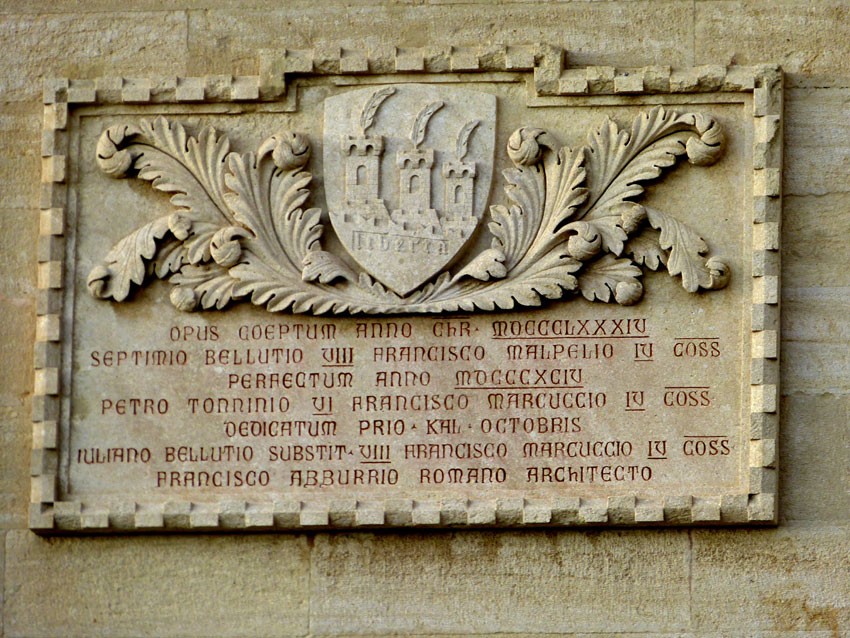 LIBERTAS
OPUS COEPTUM ANNO CHR · MDCCCLXXXIV
SEPTIMIO BELLUTIO VIII FRANCISCO MALPELIO IV COSS
PERFECTUM ANNO MDCCCXCIV
PETRO TONNINIO VI FRANCISCO MARCUCCIO IV COSS
DEDICATUM PRID · KAL · OCTOBRIS
IULIANO BELLUTIO SUBSTIT · VIII FRANCISCO MARCUCCIO IV COSS
FRANCISCO AZZURRIO ROMANO ARCHITECTO